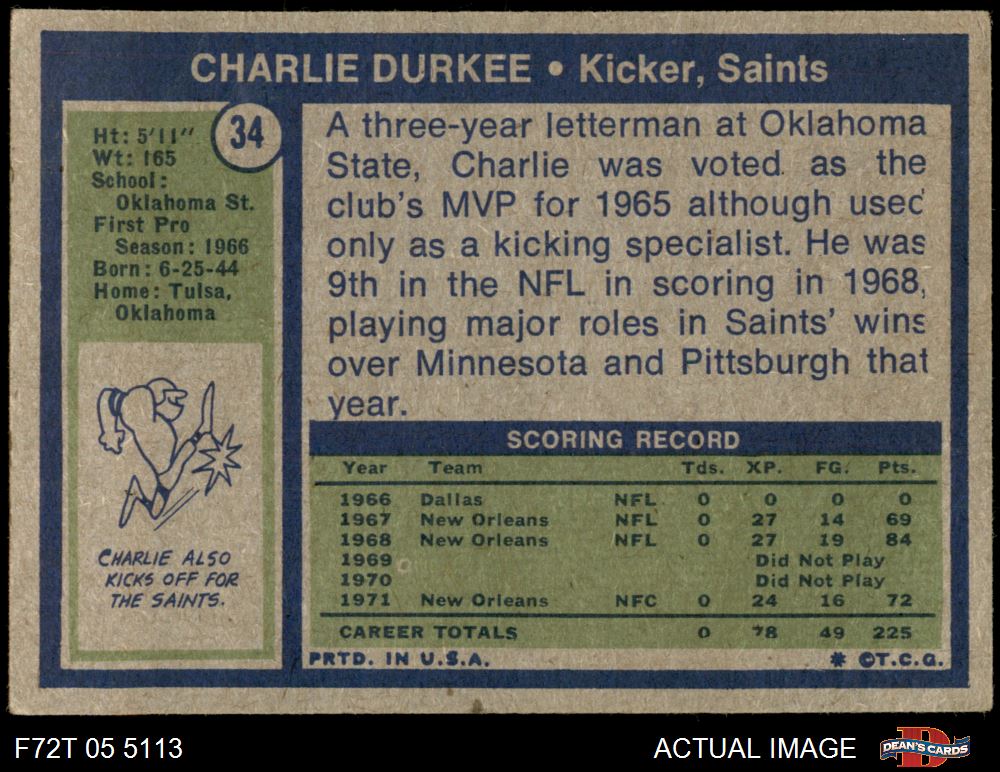 CHARLIE DURKEE • Kicker, Saints
34
Ht: 5'11"
Wt: 165
School:
Oklahoma St.
First Pro
Season: 1966
Born: 6-25-44
Home: Tulsa,
Oklahoma
CHARLIE ALSO
KICKS OFF FOR
THE SAINTS.
A three-year letterman at Oklahoma
State, Charlie was voted as the
club's MVP for 1965 although used
only as a kicking specialist. He was
9th in the NFL in scoring in 1968,
playing major roles in Saints' wins
over Minnesota and Pittsburgh that
year.
SCORING RECORD
Year Team Tds. XP. FG. Pts.
1966 Dallas NFL 0 0 0 0
1967 New Orleans NFL 0 27 14 69
1968 New Orleans NFL 0 27 19 84
1969 Did Not Play
1970 Did Not Play
1971 New Orleans NFC 0 24 16 72
CAREER TOTALS 0 78 49 225
PRTD. IN U.S.A. * ©T.C.G.
F72T 05 5113 ACTUAL IMAGE DEAN'S CARDS